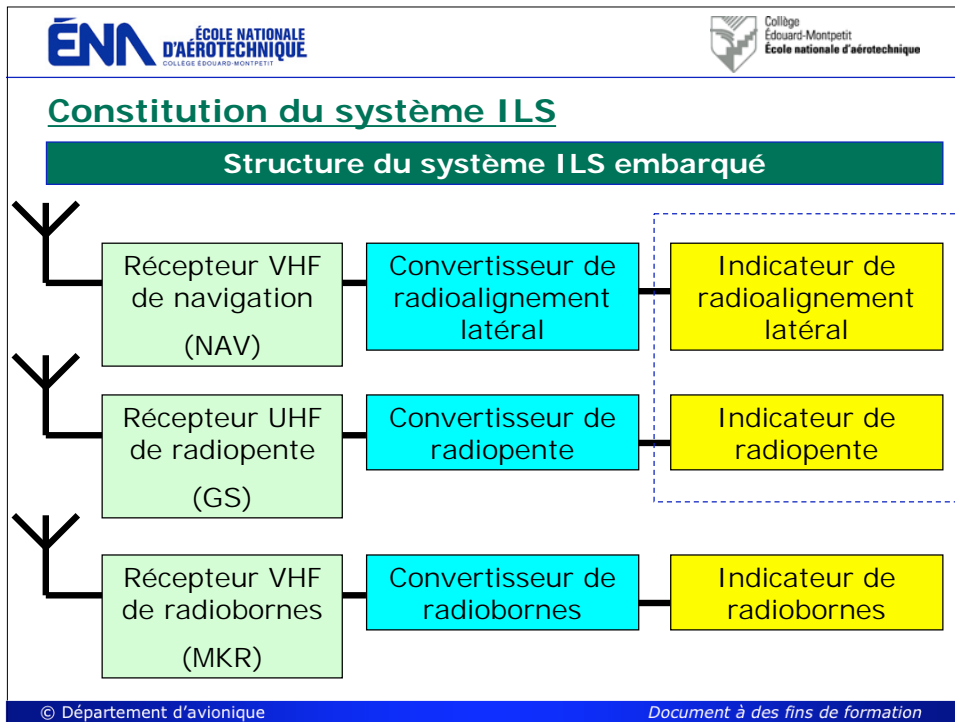 ÉNA
ÉCOLE NATIONALE
D'AÉROTECHNIQUE
COLLÈGE ÉDOUARD-MONTPETIT
Collège
Édouard-Montpetit
École nationale d'aérotechnique
Constitution du système ILS
Structure du système ILS embarqué
Récepteur VHF
de navigation
(NAV)
Convertisseur de
radioalignement
latéral
Indicateur de
radioalignement
latéral
Récepteur UHF
de radiopente
(GS)
Convertisseur de
radiopente
Indicateur de
radiopente
Récepteur VHF
de radiobornes
(MKR)
Convertisseur de
radiobornes
Indicateur de
radiobornes
© Département d'avionique
Document à des fins de formation